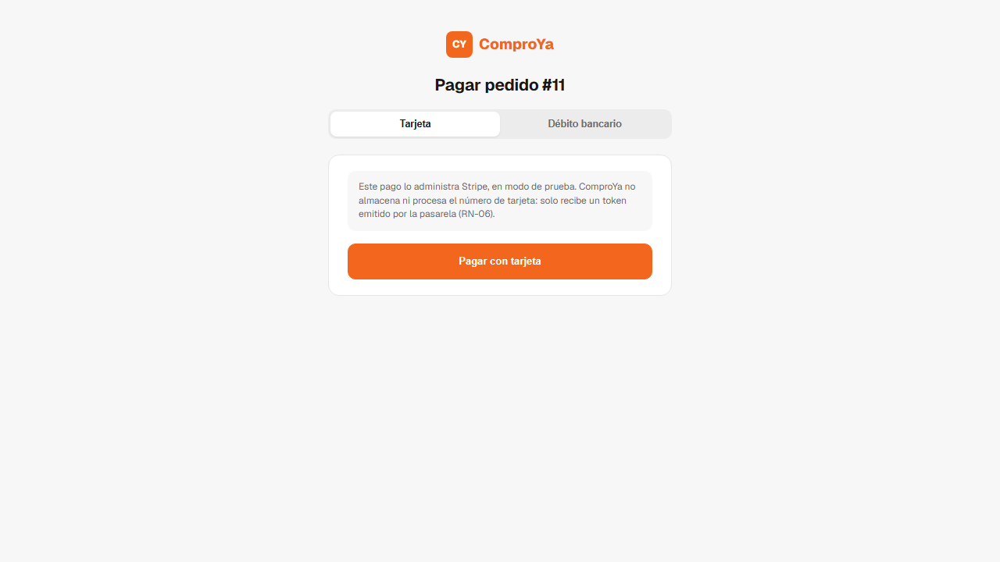 CY ComproYa
Pagar pedido #11
Tarjeta Débito bancario
Este pago lo administra Stripe, en modo de prueba. ComproYa no
almacena ni procesa el número de tarjeta: solo recibe un token
emitido por la pasarela (RN-06).
Pagar con tarjeta